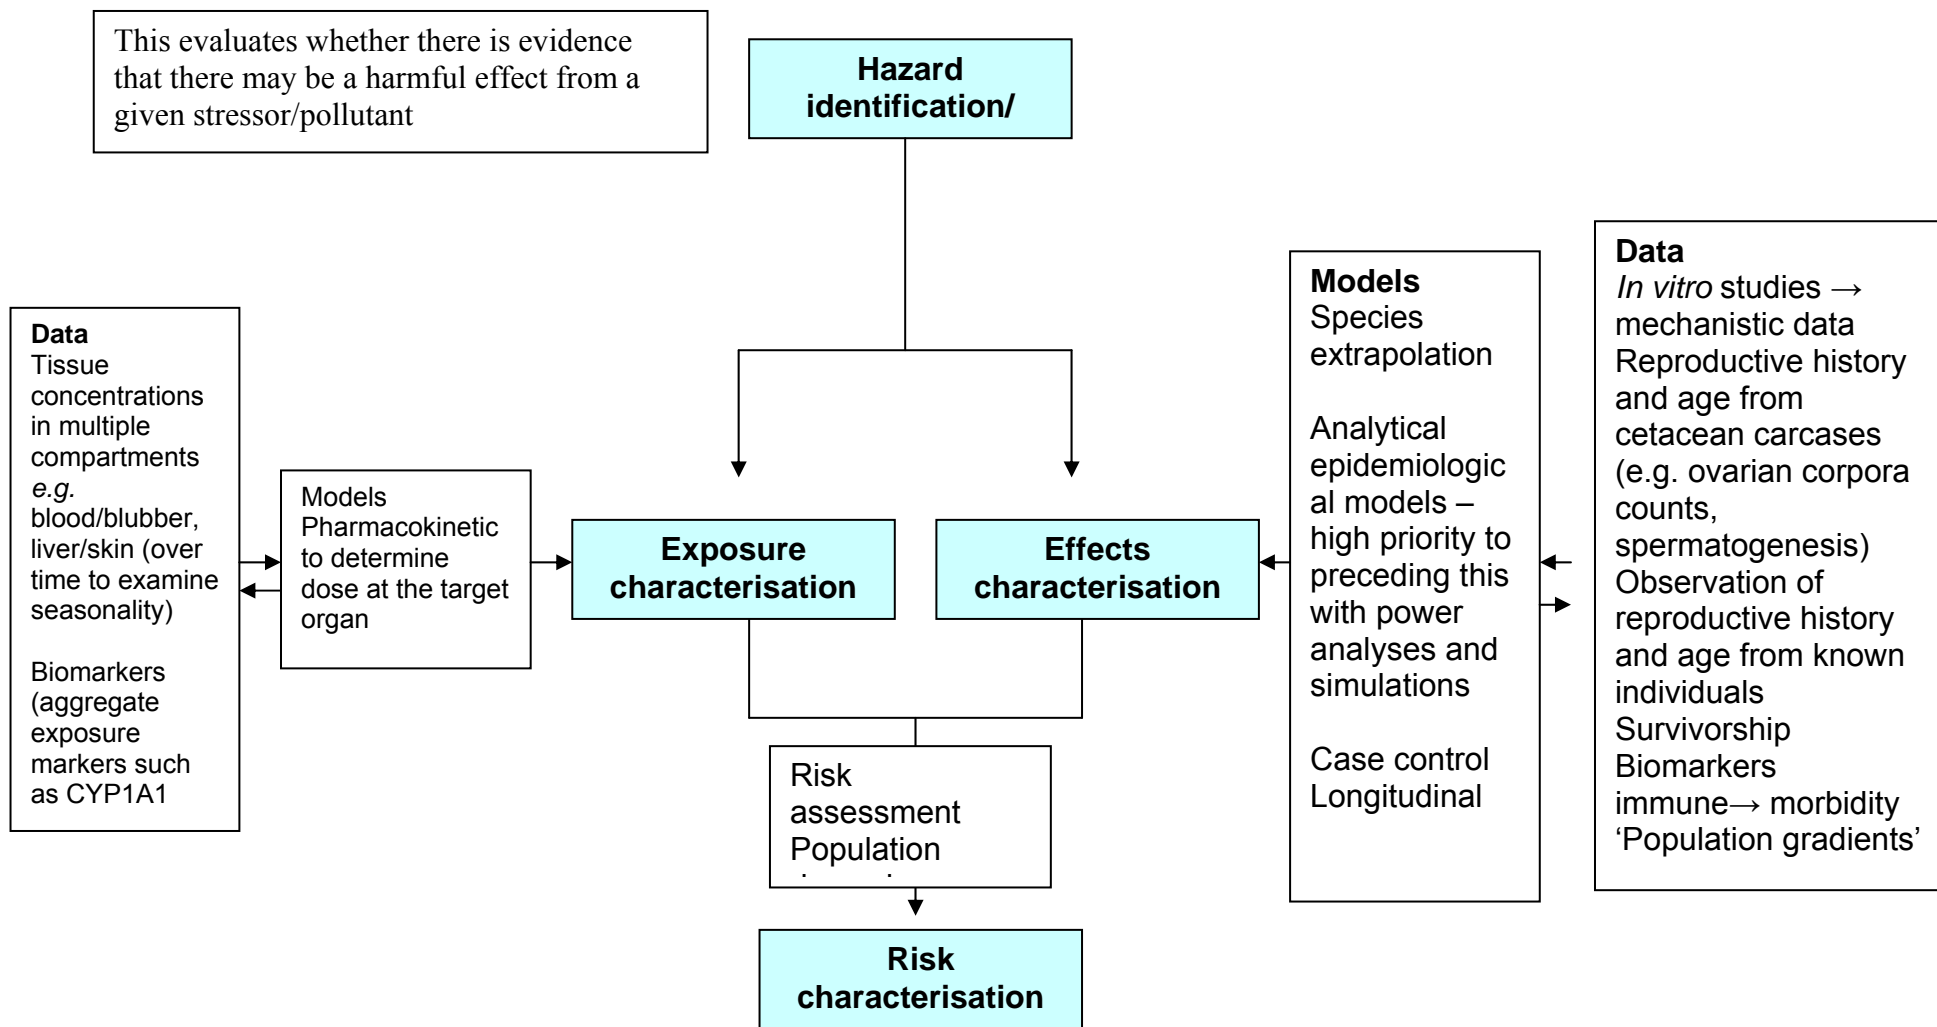 This evaluates whether there is evidence
that there may be a harmful effect from a
given stressor/pollutant
Hazard
identification/
Data
Tissue
concentrations
in multiple
compartments
e.g.
blood/blubber,
liver/skin (over
time to examine
seasonality)
Biomarkers
(aggregate
exposure
markers such
as CYP1A1
Models
Pharmacokinetic
to determine
dose at the target
organ
Exposure
characterisation
Effects
characterisation
Models
Species
extrapolation
Analytical
epidemiologic
al models –
high priority to
preceding this
with power
analyses and
simulations
Case control
Longitudinal
Data
In vitro studies →
mechanistic data
Reproductive history
and age from
cetacean carcases
(e.g. ovarian corpora
counts,
spermatogenesis)
Observation of
reproductive history
and age from known
individuals
Survivorship
Biomarkers
immune→ morbidity
‘Population gradients’
Risk
assessment
Population
Risk
characterisation